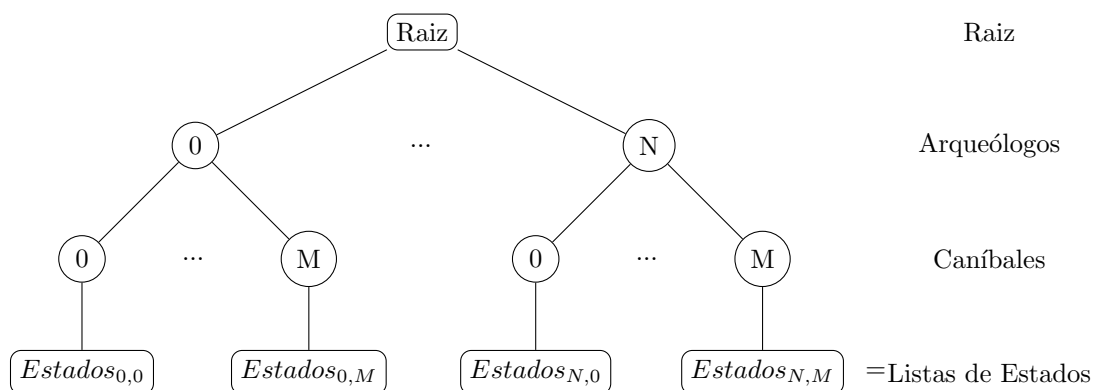 Raiz Raiz
0 ... N Arqueólogos
0 ... M 0 ... M Caníbales
Estados0,0 Estados0,M EstadosN,0 EstadosN,M =Listas de Estados